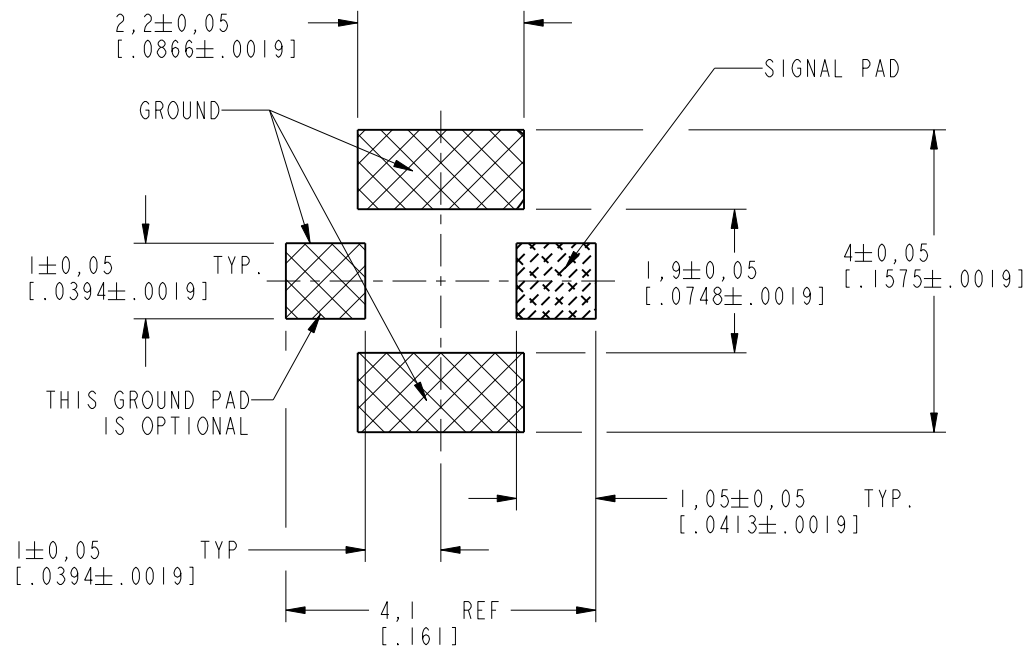 2,2±0,05
[.0866±.0019]
SIGNAL PAD
GROUND
1±0,05 TYP.
[.0394±.0019]
1,9±0,05
[.0748±.0019]
4±0,05
[.1575±.0019]
THIS GROUND PAD
IS OPTIONAL
1,05±0,05 TYP.
[.0413±.0019]
1±0,05 TYP
[.0394±.0019]
4,1 REF
[.161]